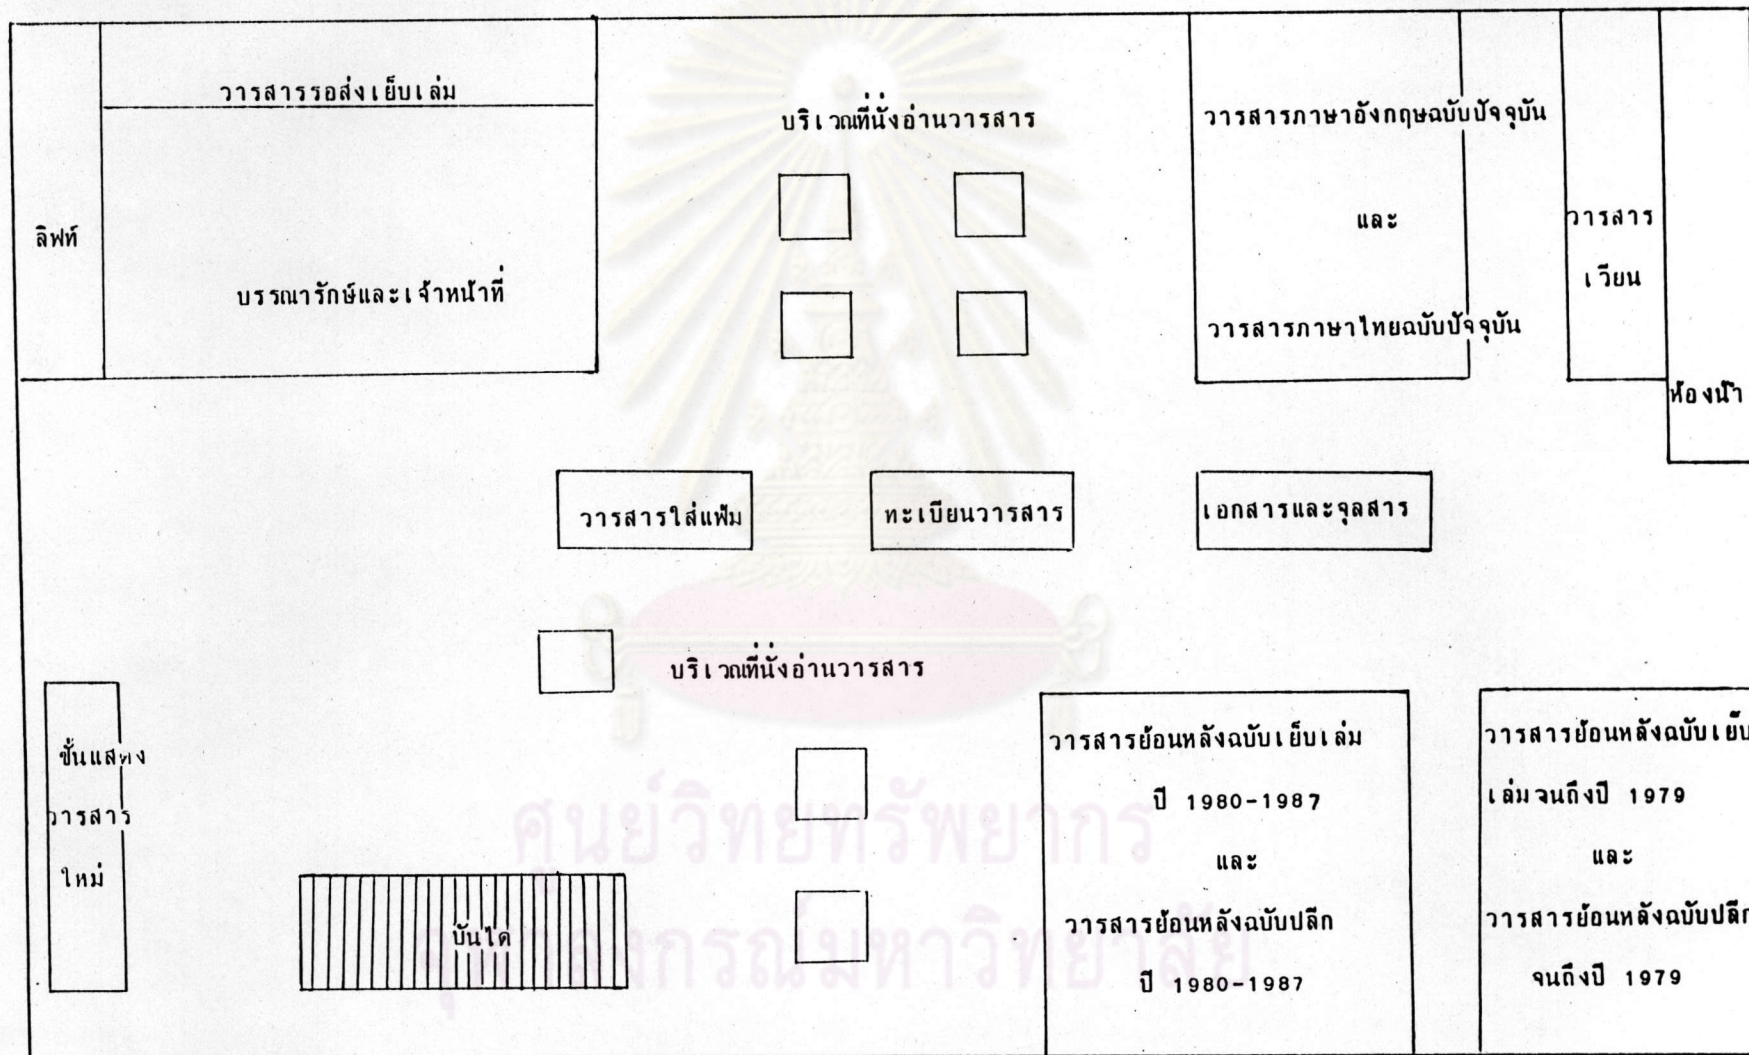 วารสารรอส่งเย็บเล่ม
บริเวณที่นั่งอ่านวารสาร
วารสารภาษาอังกฤษฉบับปัจจุบัน
และ
วารสารภาษาไทยฉบับปัจจุบัน
วารสาร
เวียน
ลิฟท์
บรรณารักษ์และเจ้าหน้าที่
ห้องน้ำ
วารสารใส่แฟ้ม
ทะเบียนวารสาร
เอกสารและจุลสาร
บริเวณที่นั่งอ่านวารสาร
ชั้นแสดง
วารสาร
ใหม่
บันได
วารสารย้อนหลังฉบับเย็บเล่ม
ปี 1980-1987
และ
วารสารย้อนหลังฉบับปลีก
ปี 1980-1987
วารสารย้อนหลังฉบับเย็บ
เล่มจนถึงปี 1979
และ
วารสารย้อนหลังฉบับปลีก
จนถึงปี 1979
ศูนย์วิทยทรัพยากร
จุฬาลงกรณ์มหาวิทยาลัย